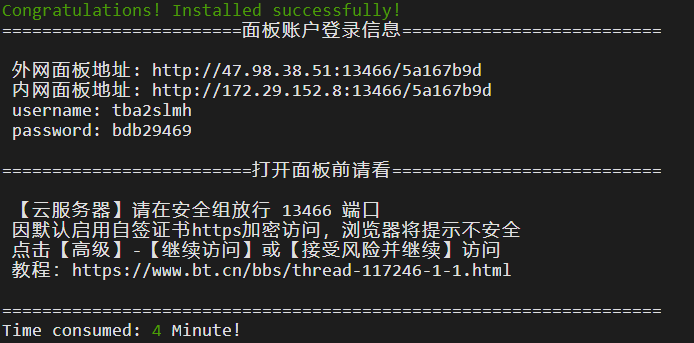 Congratulations! Installed successfully!
========================面板账户登录信息==========================
外网面板地址: http://47.98.38.51:13466/5a167b9d
内网面板地址: http://172.29.152.8:13466/5a167b9d
username: tba2slmh
password: bdb29469
=========================打开面板前请看===========================
【云服务器】请在安全组放行 13466 端口
因默认启用自签证书https加密访问，浏览器将提示不安全
点击【高级】-【继续访问】或【接受风险并继续】访问
教程: https://www.bt.cn/bbs/thread-117246-1-1.html
==================================================================
Time consumed: 4 Minute!